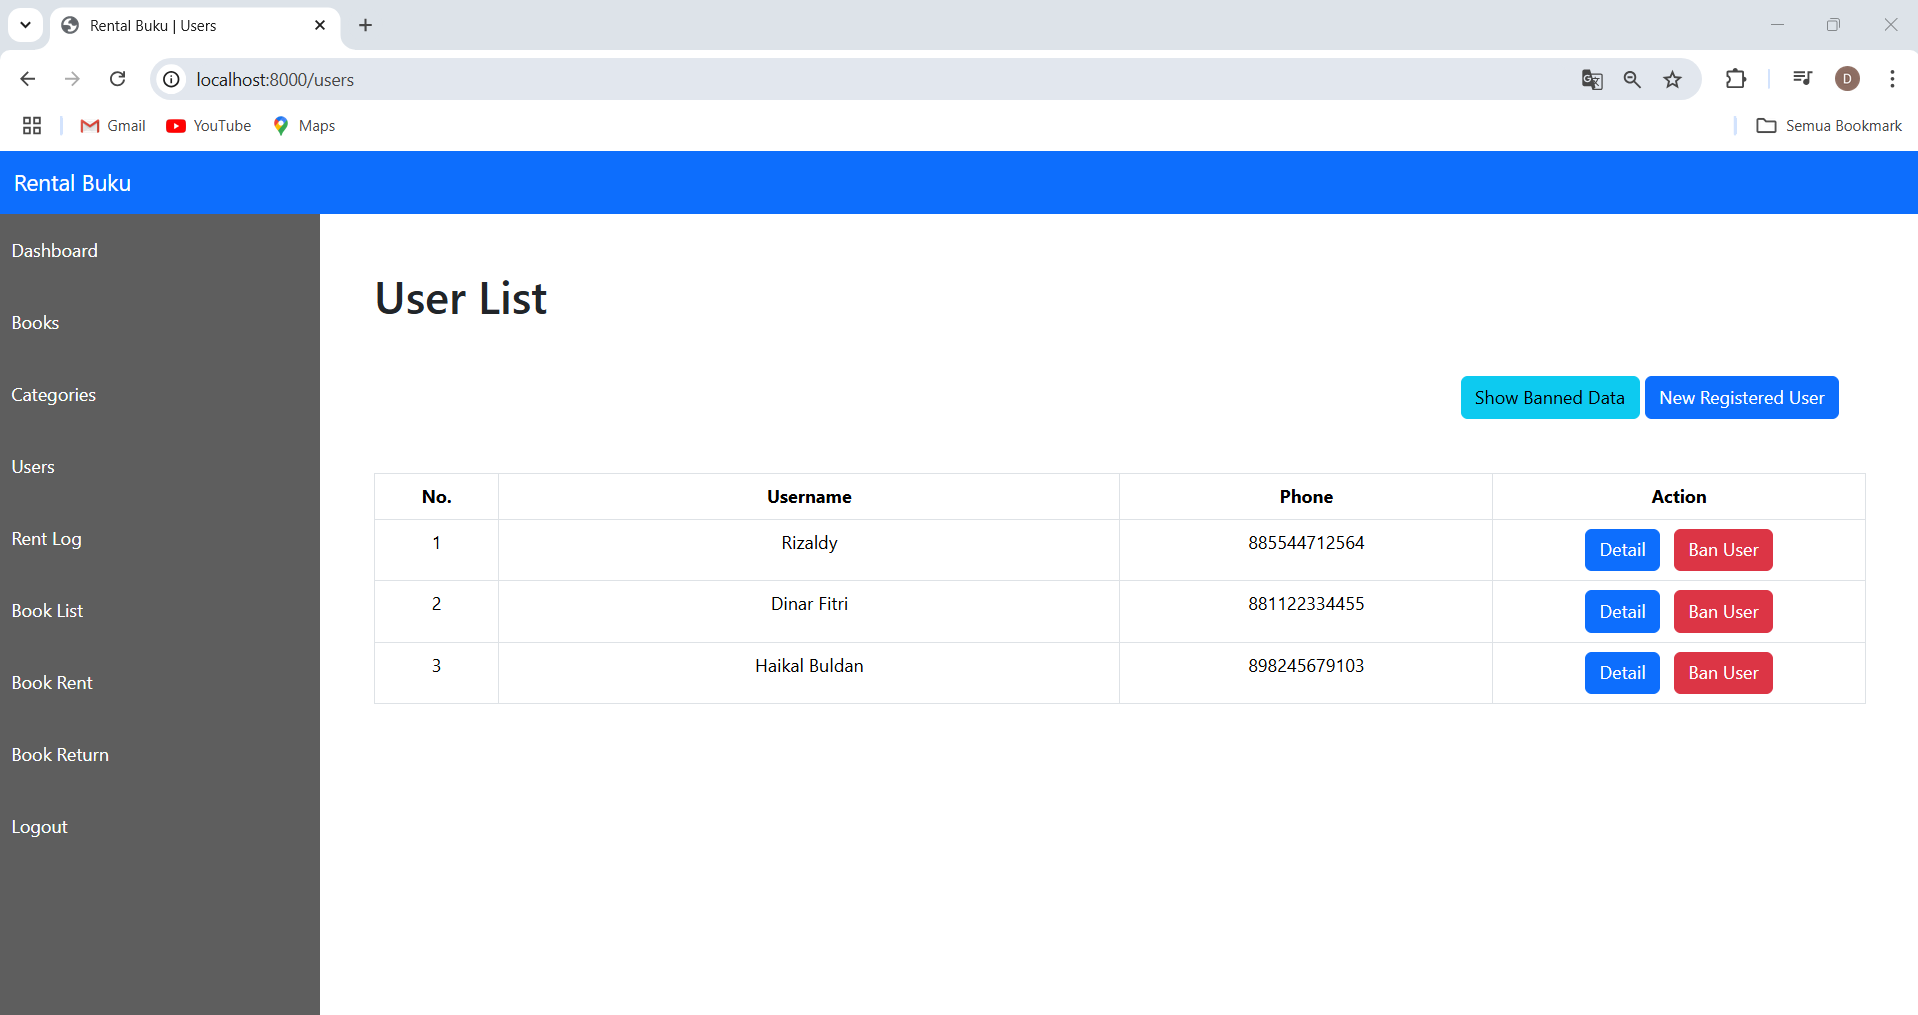 Rental Buku | Users
localhost:8000/users
D
Gmail YouTube Maps Semua Bookmark
Rental Buku
Dashboard
Books
Categories
Users
Rent Log
Book List
Book Rent
Book Return
Logout
User List
Show Banned Data New Registered User
No. Username Phone Action
1 Rizaldy 885544712564 Detail Ban User
2 Dinar Fitri 881122334455 Detail Ban User
3 Haikal Buldan 898245679103 Detail Ban User